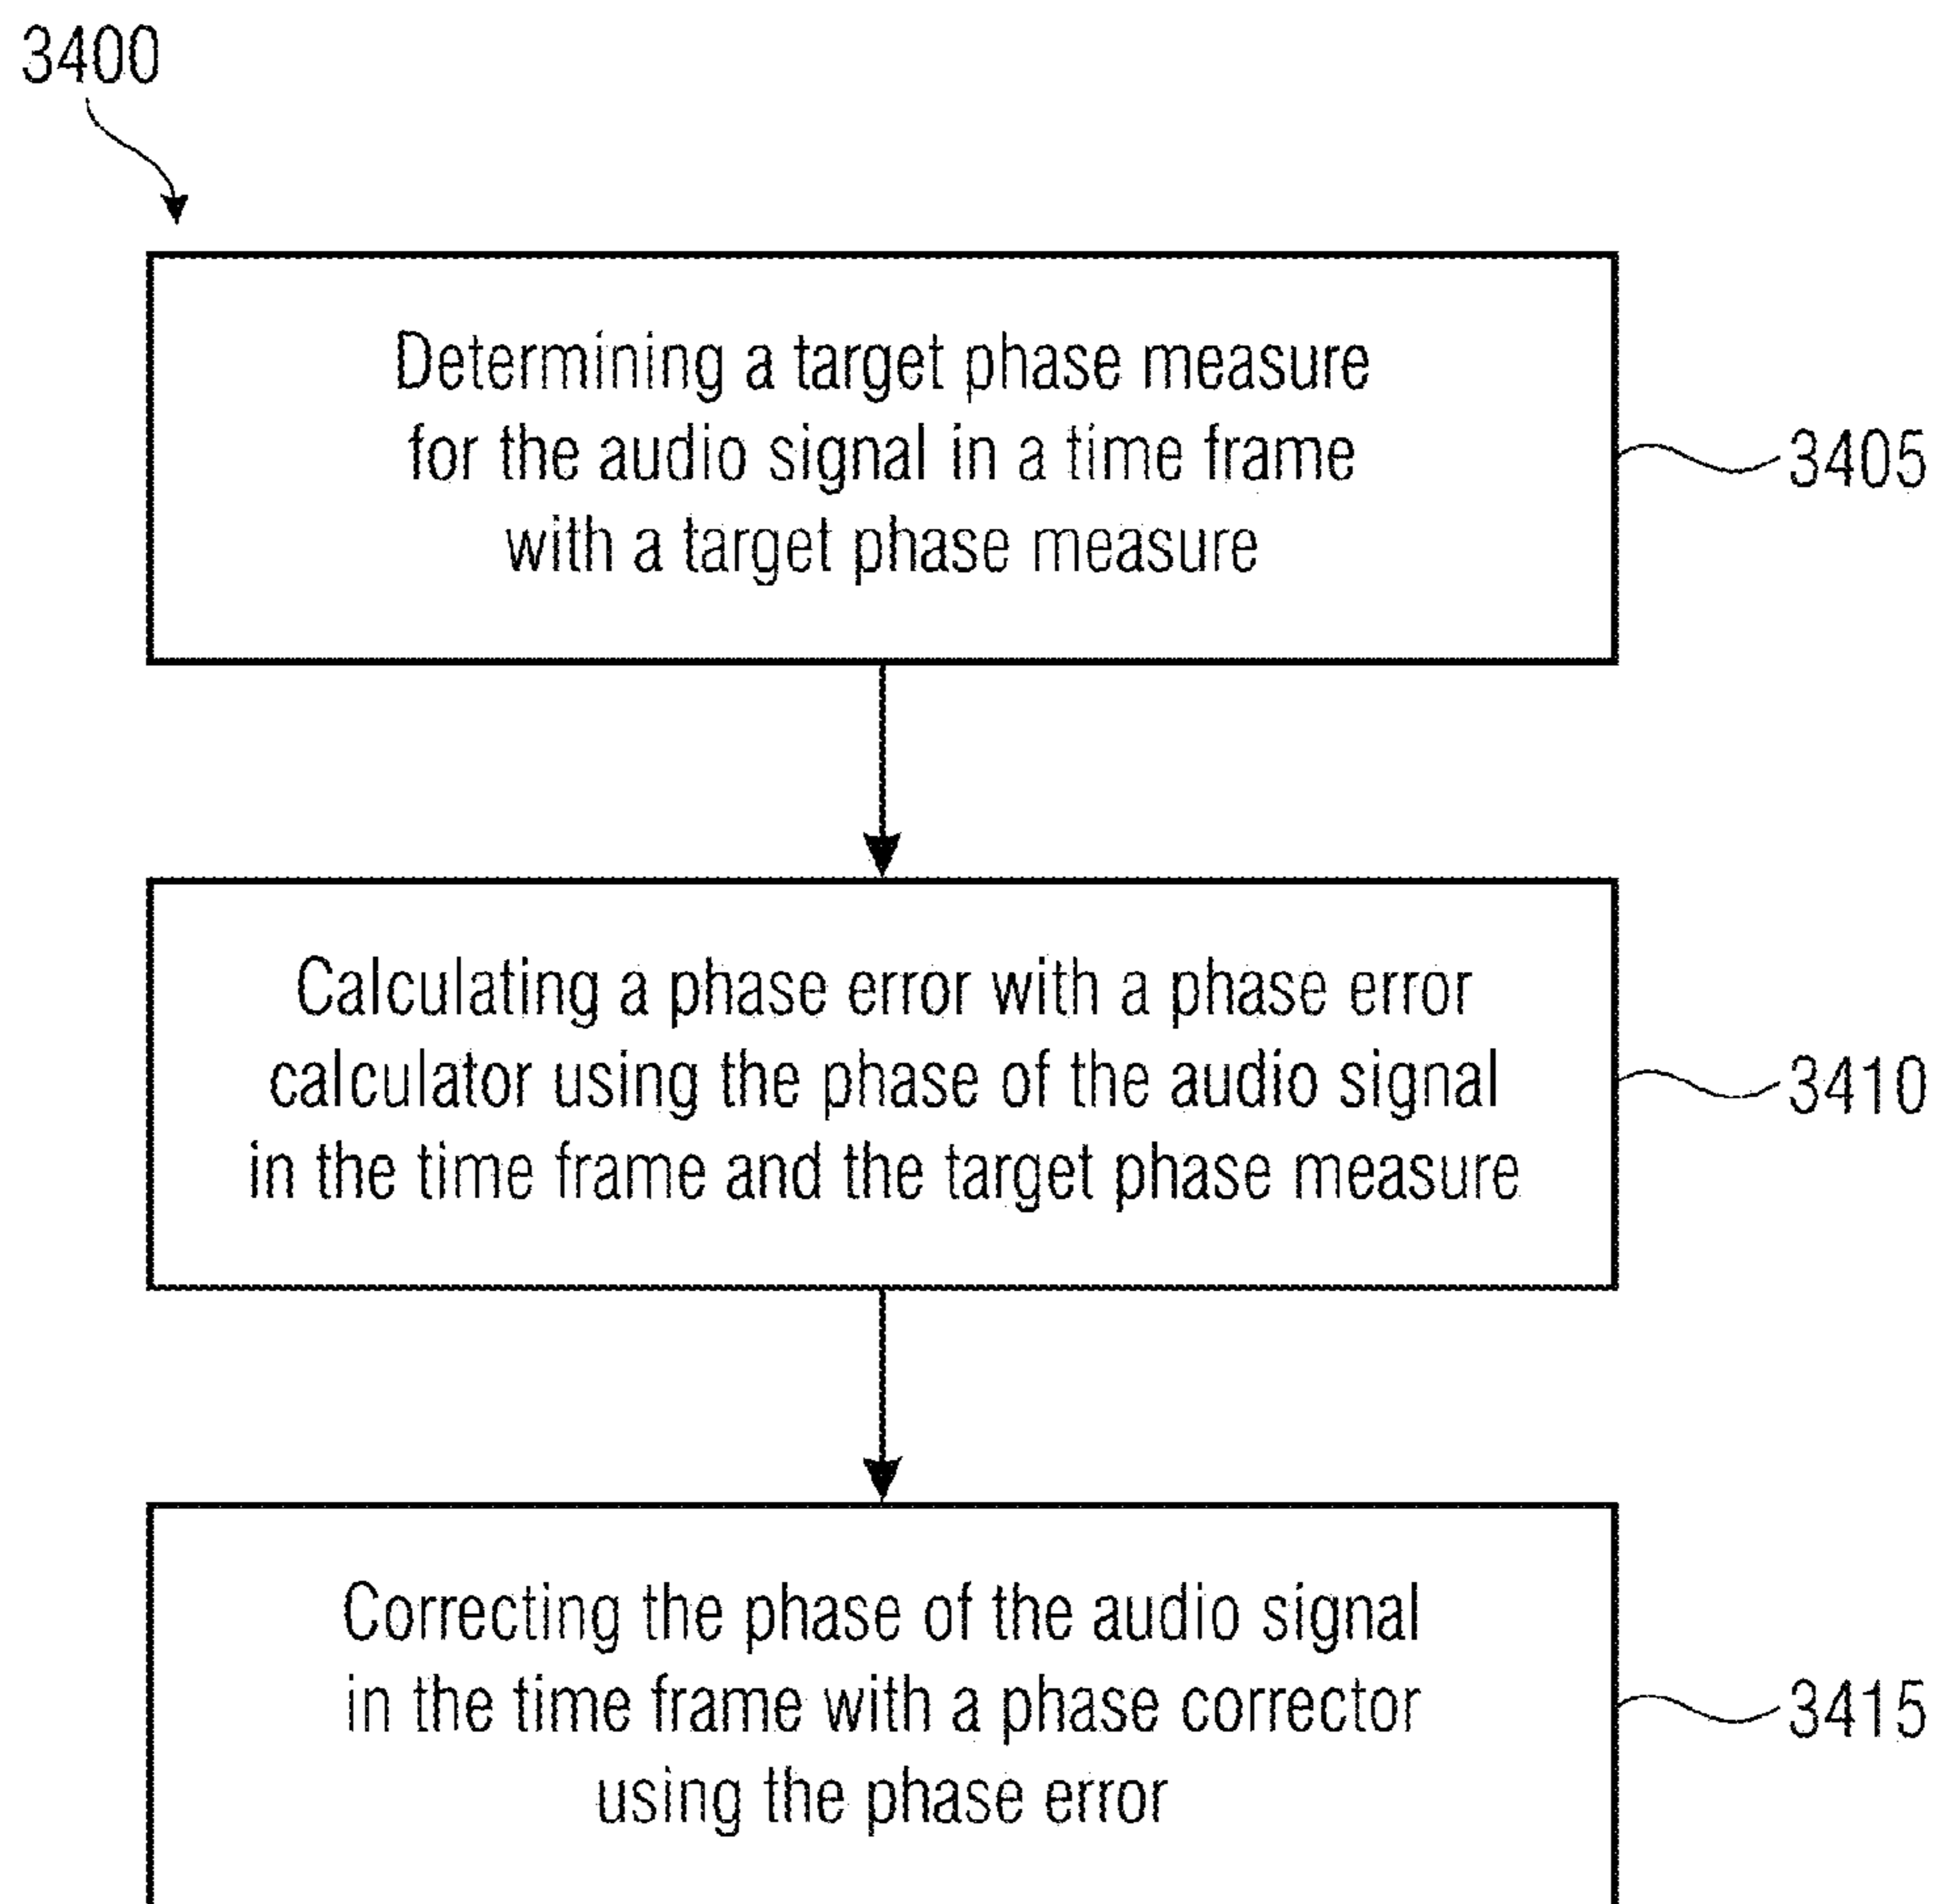 3400
Determining a target phase measure
for the audio signal in a time frame
with a target phase measure
3405
Calculating a phase error with a phase error
calculator using the phase of the audio signal
in the time frame and the target phase measure
3410
Correcting the phase of the audio signal
in the time frame with a phase corrector
using the phase error
3415